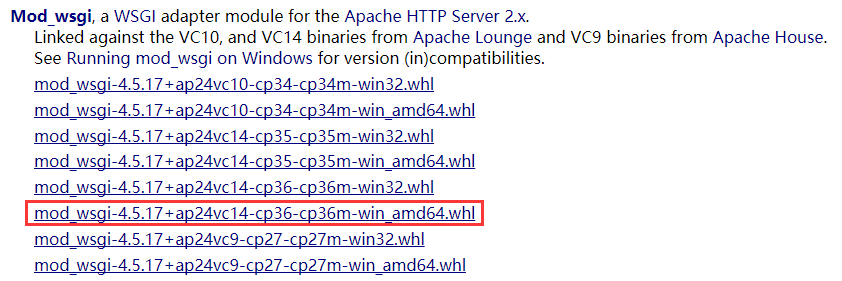 Mod_wsgi, a WSGI adapter module for the Apache HTTP Server 2.x.
Linked against the VC10, and VC14 binaries from Apache Lounge and VC9 binaries from Apache House.
See Running mod_wsgi on Windows for version (in)compatibilities.
mod_wsgi-4.5.17+ap24vc10-cp34-cp34m-win32.whl
mod_wsgi-4.5.17+ap24vc10-cp34-cp34m-win_amd64.whl
mod_wsgi-4.5.17+ap24vc14-cp35-cp35m-win32.whl
mod_wsgi-4.5.17+ap24vc14-cp35-cp35m-win_amd64.whl
mod_wsgi-4.5.17+ap24vc14-cp36-cp36m-win32.whl
mod_wsgi-4.5.17+ap24vc14-cp36-cp36m-win_amd64.whl
mod_wsgi-4.5.17+ap24vc9-cp27-cp27m-win32.whl
mod_wsgi-4.5.17+ap24vc9-cp27-cp27m-win_amd64.whl